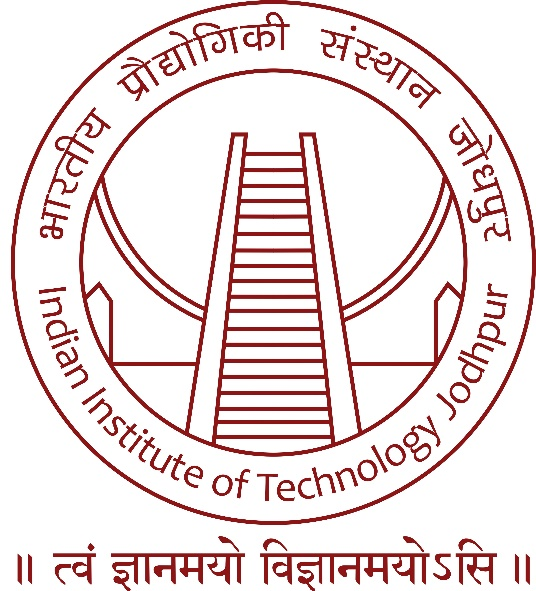 भारतीय प्रौद्योगिकी संस्थान जोधपुर
Indian Institute of Technology Jodhpur
॥ त्वं ज्ञानमयो विज्ञानमयोऽसि ॥